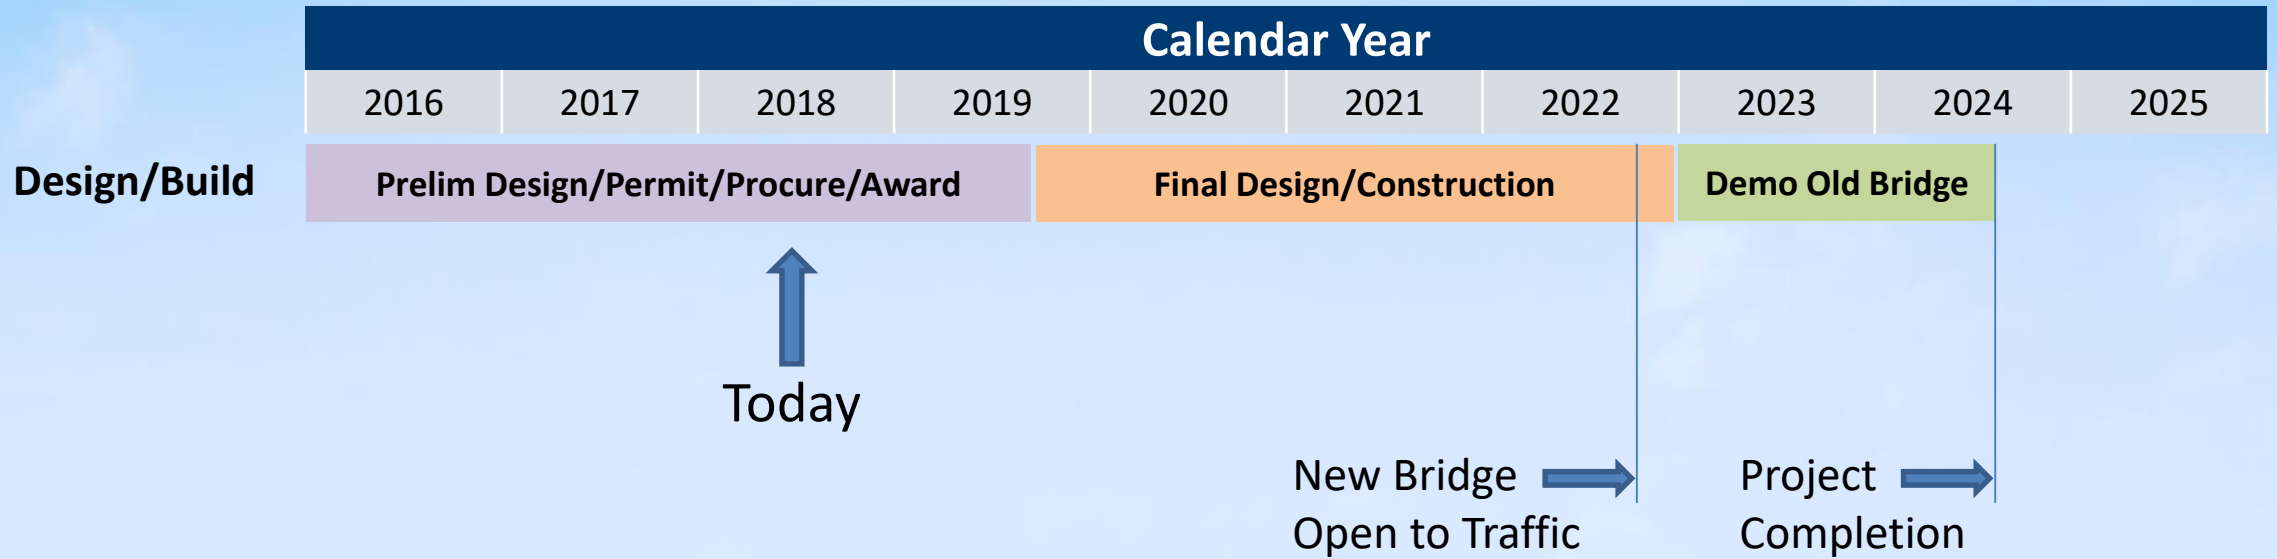 Calendar Year
2016 2017 2018 2019 2020 2021 2022 2023 2024 2025
Design/Build Prelim Design/Permit/Procure/Award Final Design/Construction Demo Old Bridge
Today
New Bridge
Open to Traffic
Project
Completion